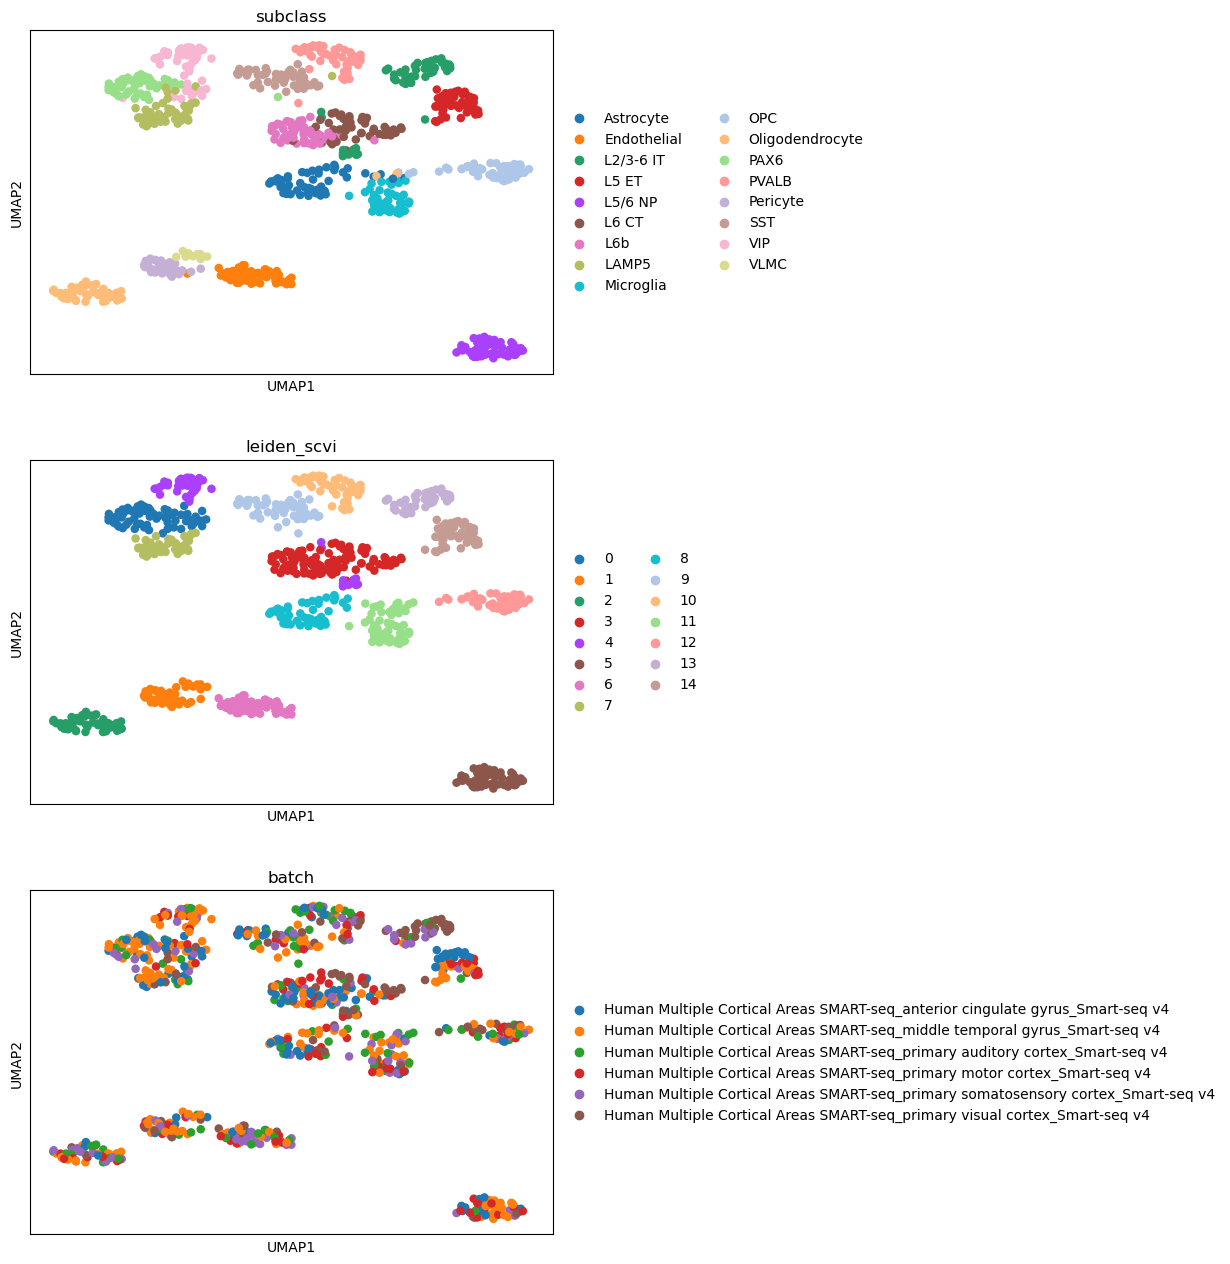 subclass
UMAP2
UMAP1
Astrocyte
Endothelial
L2/3-6 IT
L5 ET
L5/6 NP
L6 CT
L6b
LAMP5
Microglia
OPC
Oligodendrocyte
PAX6
PVALB
Pericyte
SST
VIP
VLMC
leiden_scvi
UMAP2
UMAP1
0
1
2
3
4
5
6
7
8
9
10
11
12
13
14
batch
UMAP2
UMAP1
Human Multiple Cortical Areas SMART-seq_anterior cingulate gyrus_Smart-seq v4
Human Multiple Cortical Areas SMART-seq_middle temporal gyrus_Smart-seq v4
Human Multiple Cortical Areas SMART-seq_primary auditory cortex_Smart-seq v4
Human Multiple Cortical Areas SMART-seq_primary motor cortex_Smart-seq v4
Human Multiple Cortical Areas SMART-seq_primary somatosensory cortex_Smart-seq v4
Human Multiple Cortical Areas SMART-seq_primary visual cortex_Smart-seq v4